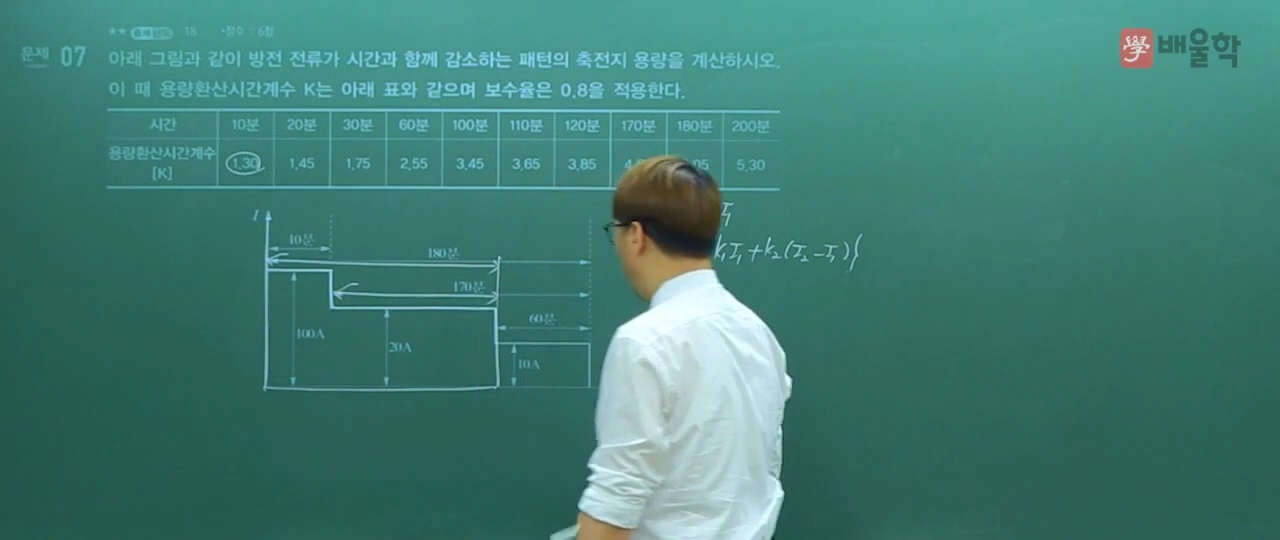 學 배울학
18. •점수 : 6점
문제 07 아래 그림과 같이 방전 전류가 시간과 함께 감소하는 패턴의 축전지 용량을 계산하시오.
이 때 용량환산시간계수 K는 아래 표와 같으며 보수율은 0.8을 적용한다.
시간 10분 20분 30분 60분 100분 110분 120분 170분 180분 200분
용량환산시간계수 1.30 1.45 1.75 2.55 3.45 3.65 3.85 5.30
[K]
I
10분
180분
170분
60분
100A
20A
10A
I₁
K₁I₁+K₂(I₂-I₁)